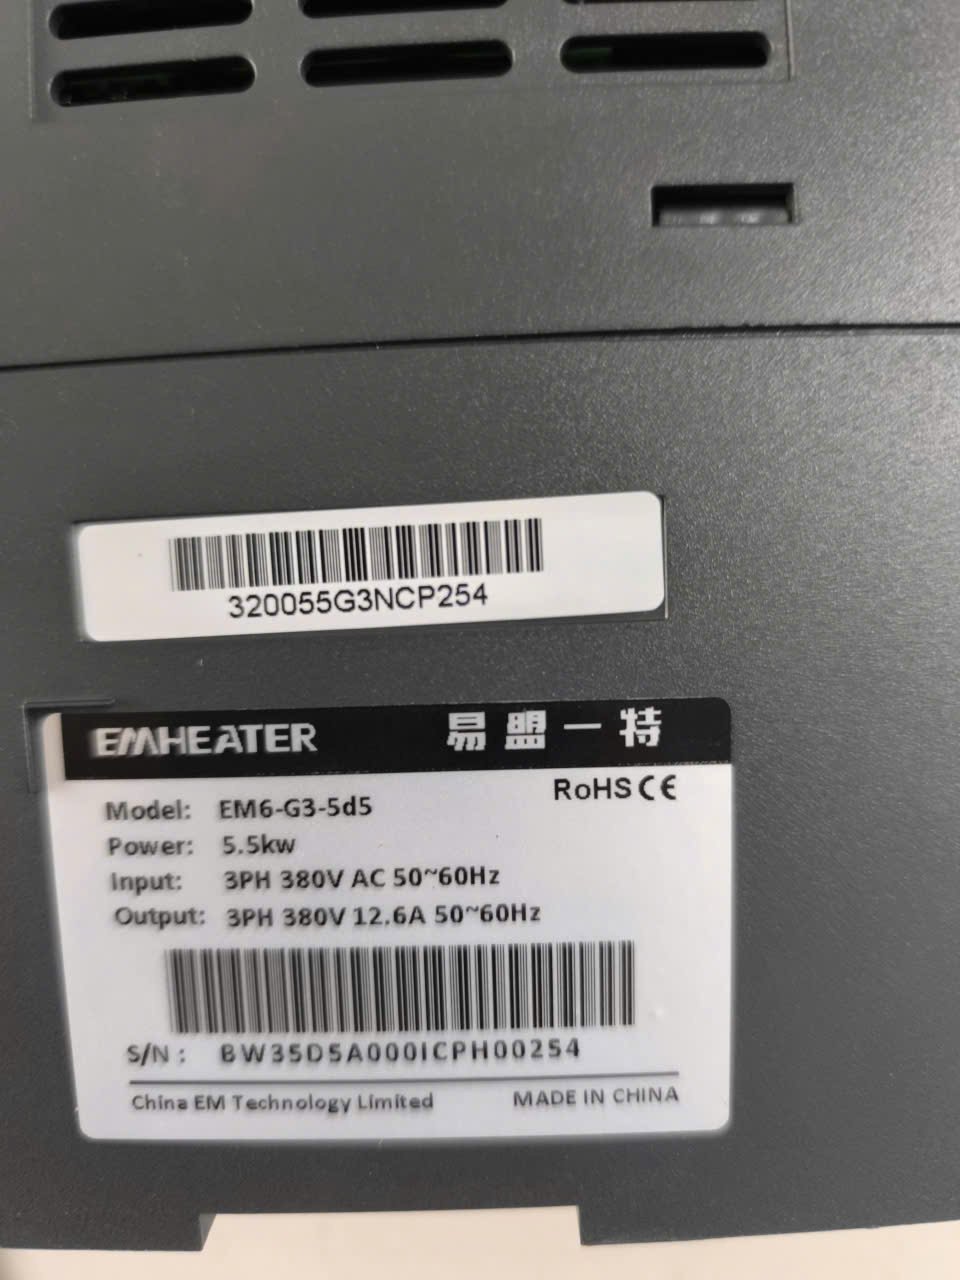 320055G3NCP254
EMHEATER 易盟一特
RoHS CE
Model: EM6-G3-5d5
Power: 5.5kw
Input: 3PH 380V AC 50~60Hz
Output: 3PH 380V 12.6A 50~60Hz
S/N : BW35D5A000ICPH00254
China EM Technology Limited MADE IN CHINA